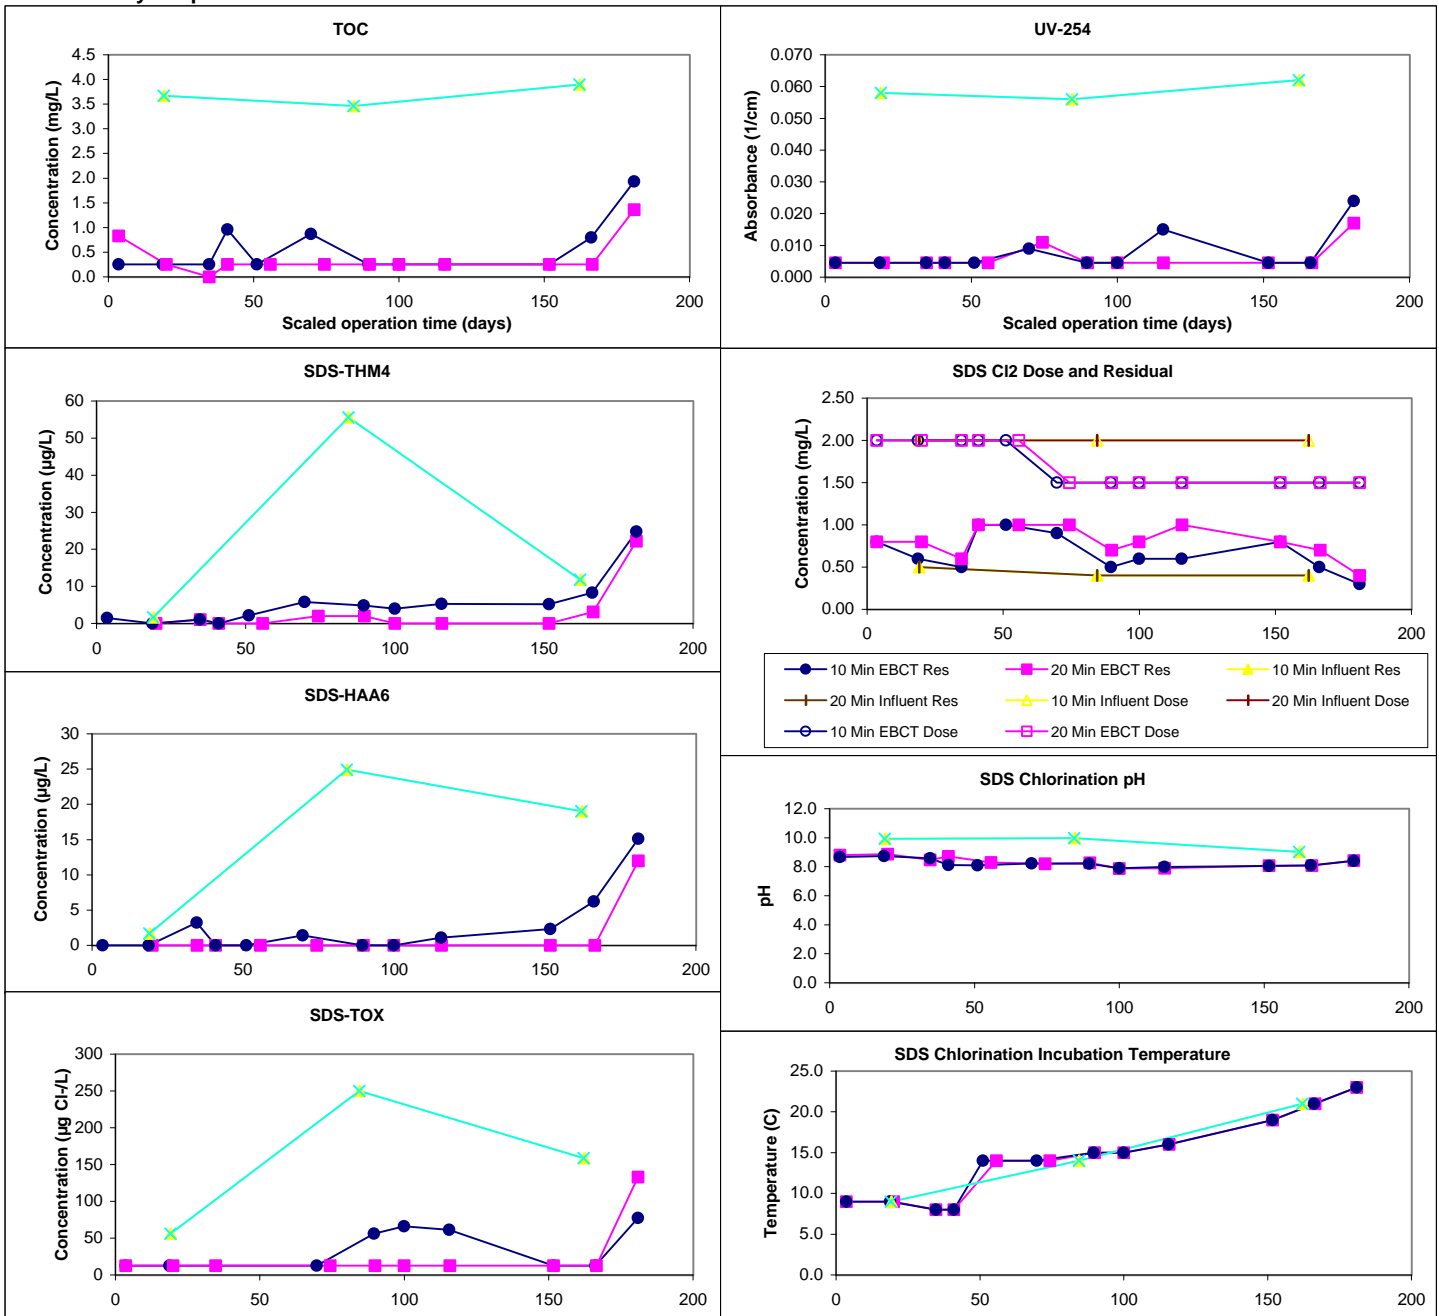 TOC
Concentration (mg/L)
4.5
4.0
3.5
3.0
2.5
2.0
1.5
1.0
0.5
0.0
0 50 100 150 200
Scaled operation time (days)
UV-254
Absorbance (1/cm)
0.070
0.060
0.050
0.040
0.030
0.020
0.010
0.000
0 50 100 150 200
Scaled operation time (days)
SDS-THM4
Concentration (µg/L)
60
50
40
30
20
10
0
0 50 100 150 200
SDS Cl2 Dose and Residual
Concentration (mg/L)
2.50
2.00
1.50
1.00
0.50
0.00
0 50 100 150 200
10 Min EBCT Res 20 Min EBCT Res 10 Min Influent Res
20 Min Influent Res 10 Min Influent Dose 20 Min Influent Dose
10 Min EBCT Dose 20 Min EBCT Dose
SDS-HAA6
Concentration (µg/L)
30
25
20
15
10
5
0
0 50 100 150 200
SDS Chlorination pH
pH
12.0
10.0
8.0
6.0
4.0
2.0
0.0
0 50 100 150 200
SDS-TOX
Concentration (µg Cl-/L)
300
250
200
150
100
50
0
0 50 100 150 200
SDS Chlorination Incubation Temperature
Temperature (C)
25.0
20.0
15.0
10.0
5.0
0.0
0 50 100 150 200